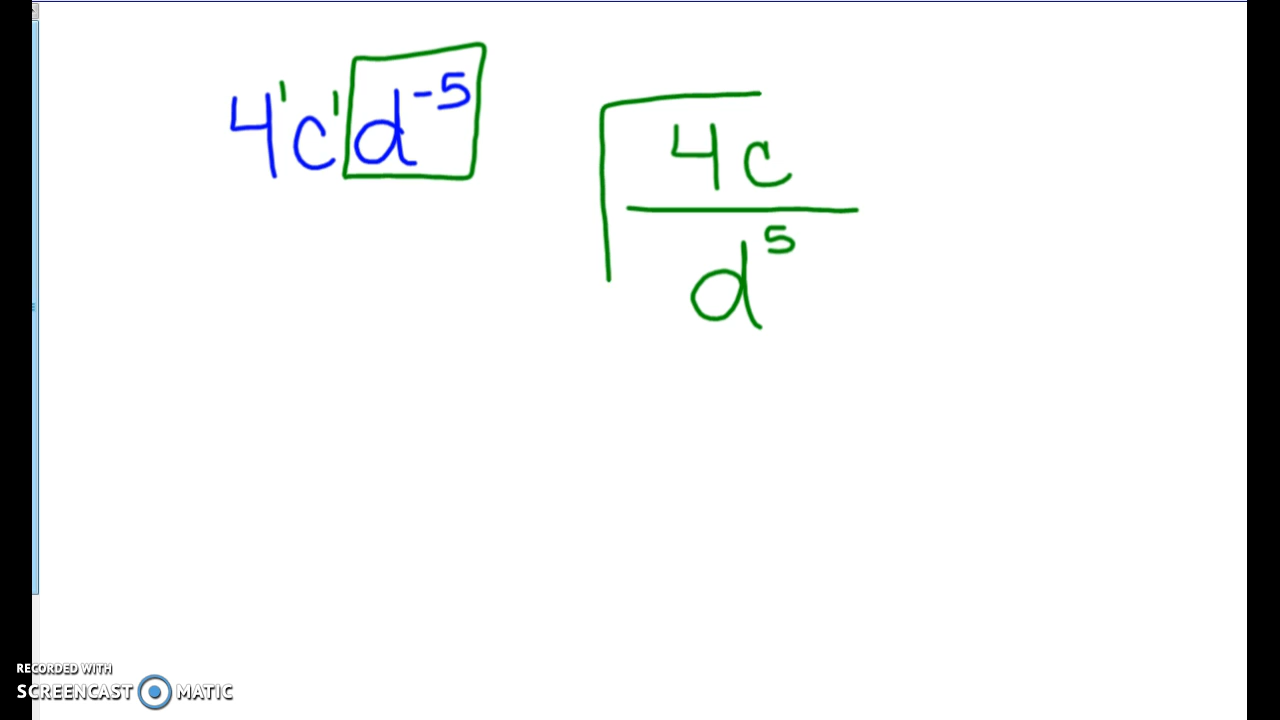 4¹c¹d⁻⁵
4c
d⁵
RECORDED WITH
SCREENCAST MATIC